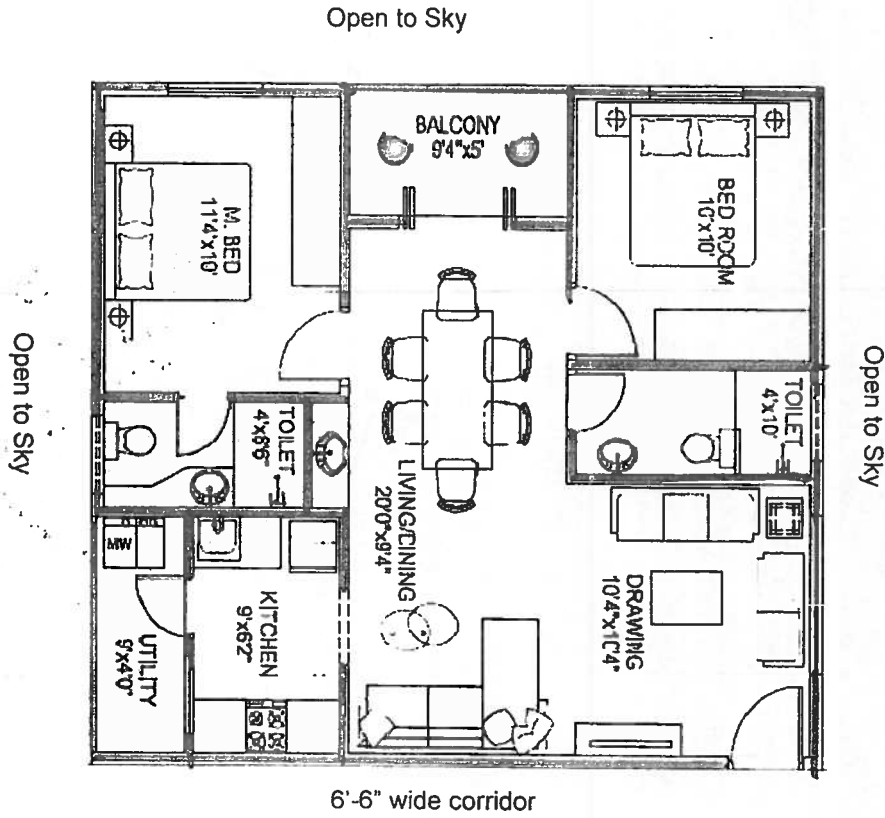 Open to Sky
BALCONY
9'4"x5'
M. BED
11'4'x10'
BED ROOM
10'x10'
Open to Sky
Open to Sky
TOILET
4'x8'6"
TOILET
4'x10'
LIVING/DINING
20'0"x9'4"
DRAWING
10'4"x10'4"
MW
KITCHEN
9'x6'2"
UTILITY
9'x4'0"
6'-6" wide corridor